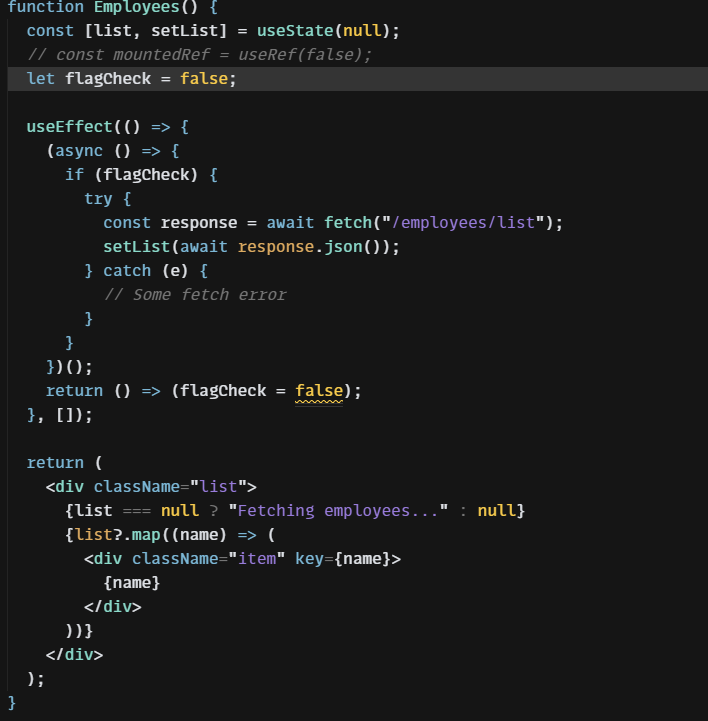 function Employees() {
const [list, setList] = useState(null);
// const mountedRef = useRef(false);
let flagCheck = false;
useEffect(() => {
(async () => {
if (flagCheck) {
try {
const response = await fetch("/employees/list");
setList(await response.json());
} catch (e) {
// Some fetch error
}
}
})();
return () => (flagCheck = false);
}, []);
return (
<div className="list">
{list === null ? "Fetching employees..." : null}
{list?.map((name) => (
<div className="item" key={name}>
{name}
</div>
))}
</div>
);
}